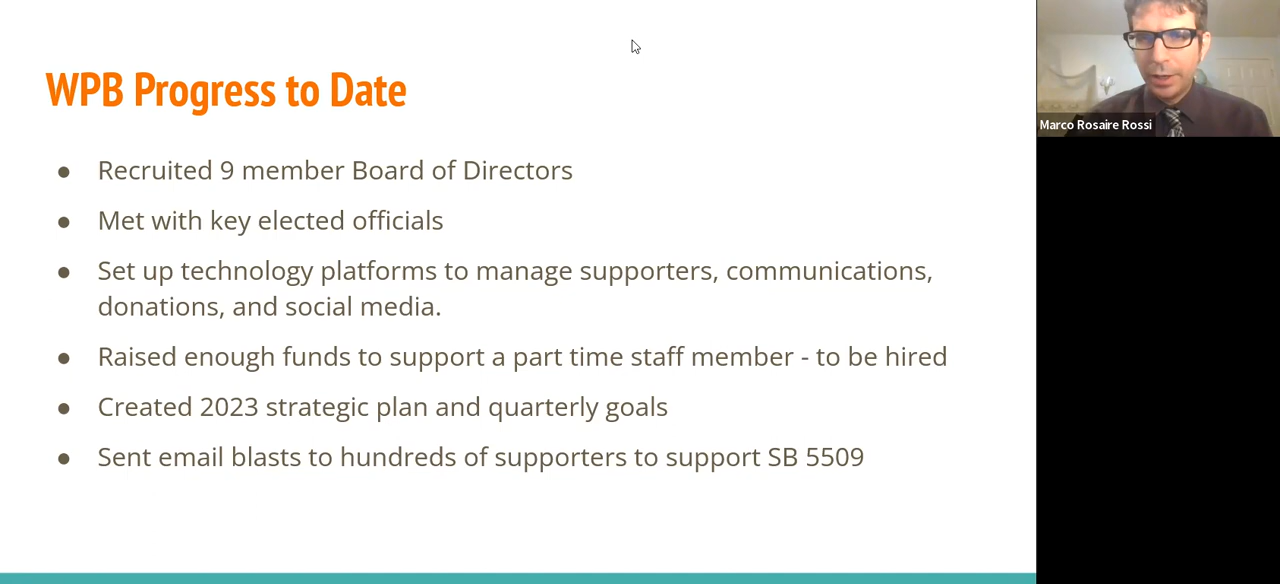 WPB Progress to Date
● Recruited 9 member Board of Directors
● Met with key elected officials
● Set up technology platforms to manage supporters, communications,
donations, and social media.
● Raised enough funds to support a part time staff member - to be hired
● Created 2023 strategic plan and quarterly goals
● Sent email blasts to hundreds of supporters to support SB 5509
Marco Rosaire Rossi